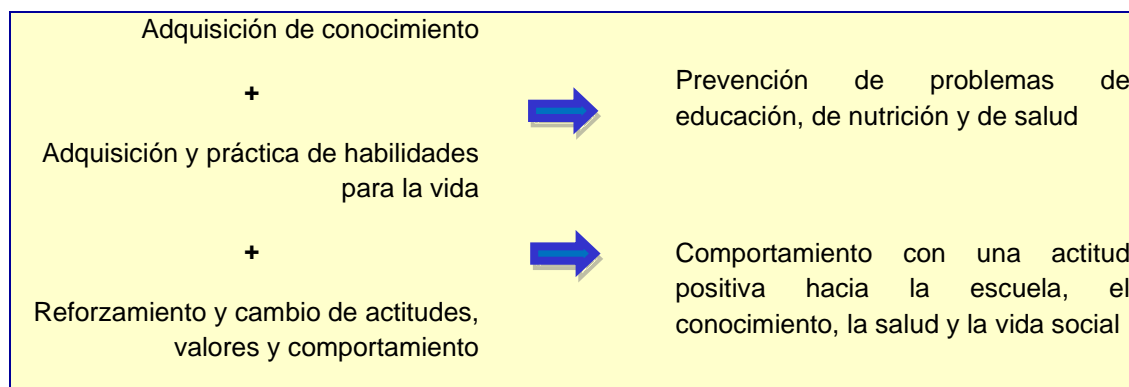 Adquisición de conocimiento
+
Adquisición y práctica de habilidades
para la vida
+
Reforzamiento y cambio de actitudes,
valores y comportamiento
Prevención de problemas de
educación, de nutrición y de salud
Comportamiento con una actitud
positiva hacia la escuela, el
conocimiento, la salud y la vida social